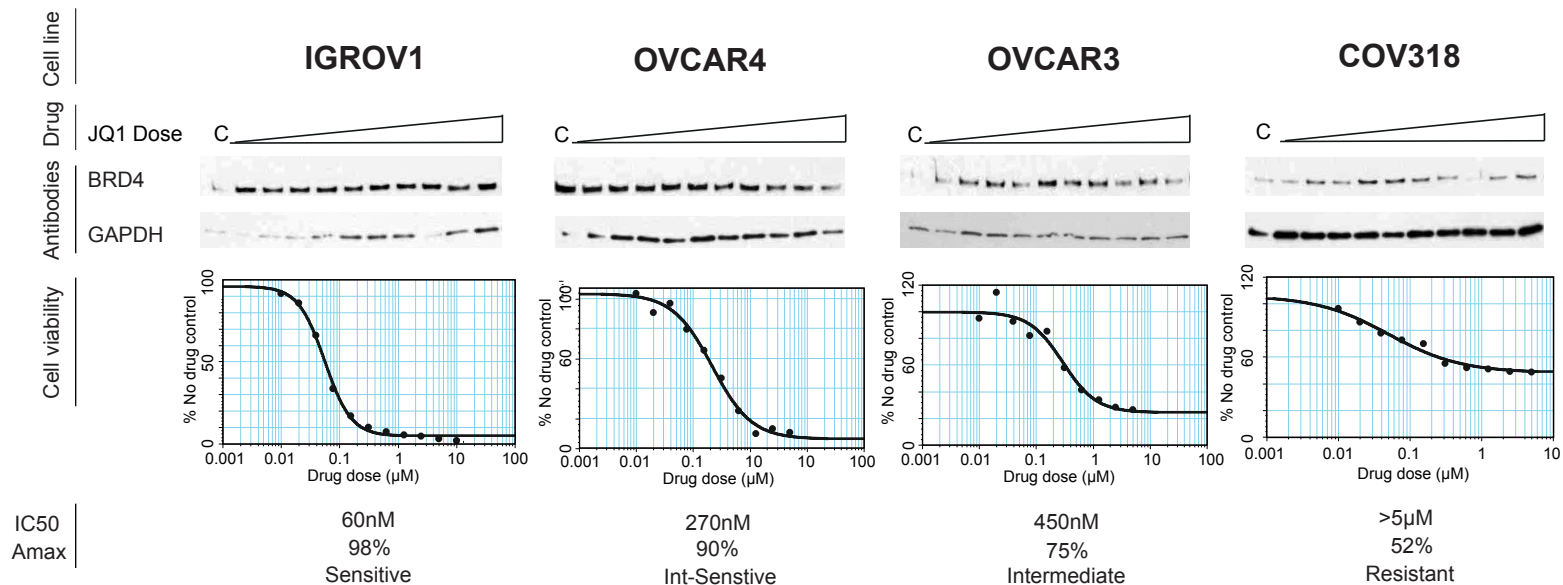 Cell line
IGROV1 OVCAR4 OVCAR3 COV318
Drug
JQ1 Dose C C C C
Antibodies
BRD4
GAPDH
Cell viability
% No drug control
100
50
0
0.001 0.01 0.1 1 10 100
Drug dose (µM)
% No drug control
100
60
0
0.001 0.01 0.1 1 10 100
Drug dose (µM)
% No drug control
120
60
0
0.001 0.01 0.1 1 10 100
Drug dose (µM)
% No drug control
120
60
0
0.001 0.01 0.1 1 10
Drug dose (µM)
IC50 60nM 270nM 450nM >5µM
Amax 98% 90% 75% 52%
Sensitive Int-Senstive Intermediate Resistant